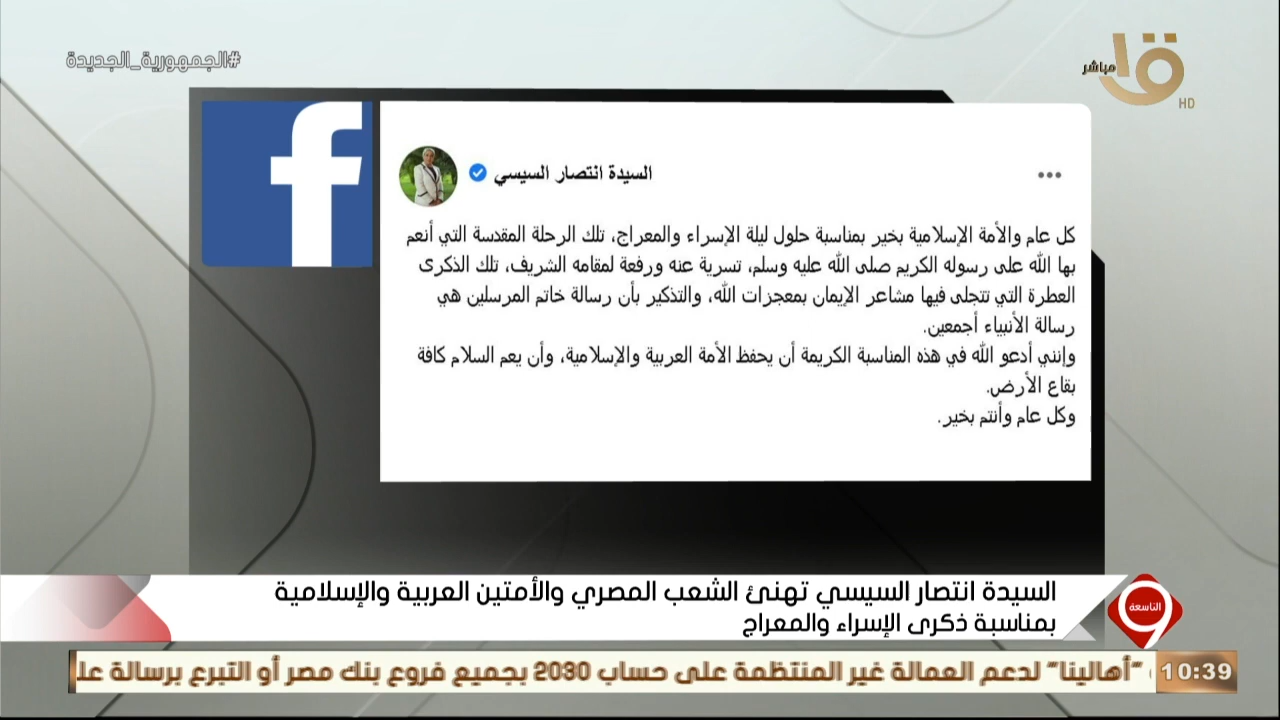 #الجمهورية_الجديدة
مباشر
HD
السيدة انتصار السيسي
كل عام والأمة الإسلامية بخير بمناسبة حلول ليلة الإسراء والمعراج، تلك الرحلة المقدسة التي أنعم
بها الله على رسوله الكريم صلى الله عليه وسلم، تسرية عنه ورفعة لمقامه الشريف، تلك الذكرى
العطرة التي تتجلى فيها مشاعر الإيمان بمعجزات الله، والتذكير بأن رسالة خاتم المرسلين هي
رسالة الأنبياء أجمعين.
وإنني أدعو الله في هذه المناسبة الكريمة أن يحفظ الأمة العربية والإسلامية، وأن يعم السلام كافة
بقاع الأرض.
وكل عام وأنتم بخير.
السيدة انتصار السيسي تهنئ الشعب المصري والأمتين العربية والإسلامية
بمناسبة ذكرى الإسراء والمعراج
التاسعة
9
10:39
"أهالينا" لدعم العمالة غير المنتظمة على حساب 2030 بجميع فروع بنك مصر أو التبرع برسالة